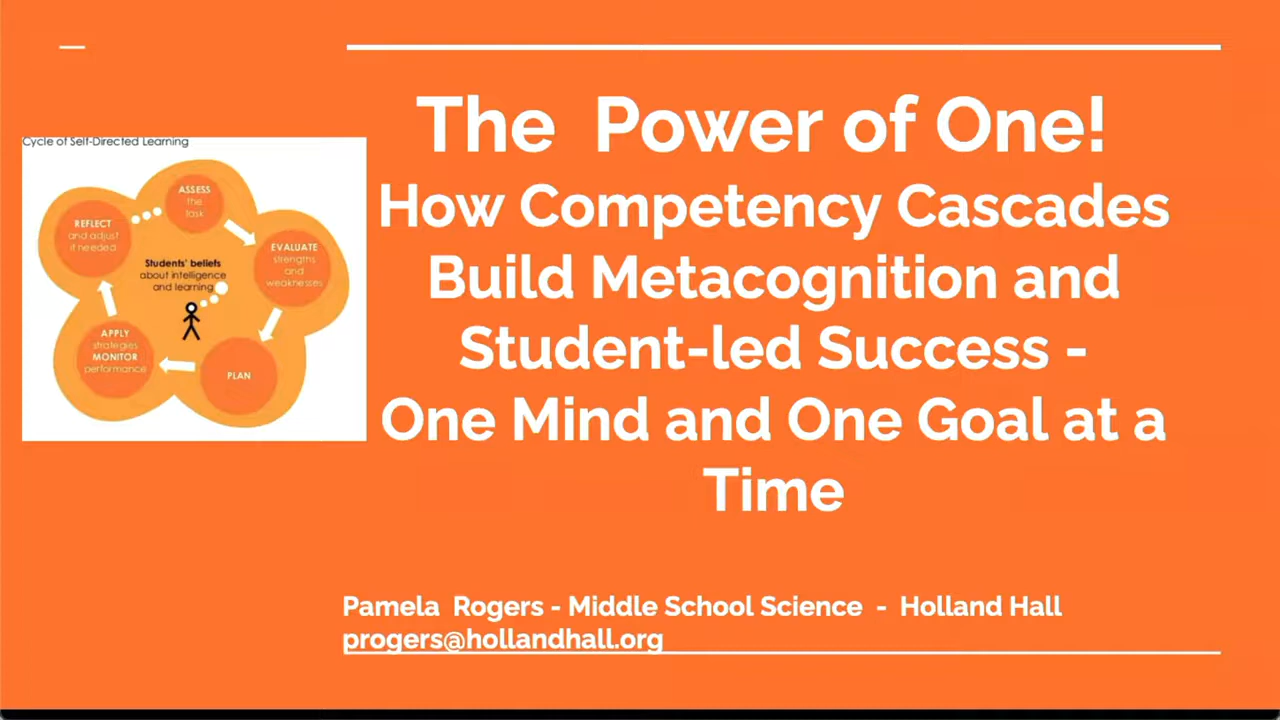 The Power of One!
How Competency Cascades
Build Metacognition and
Student-led Success -
One Mind and One Goal at a
Time
Cycle of Self-Directed Learning
ASSESS
the
task
EVALUATE
strengths
and
weaknesses
PLAN
APPLY
strategies
MONITOR
performance
REFLECT
and adjust
if needed
Students' beliefs
about intelligence
and learning
Pamela Rogers - Middle School Science - Holland Hall
progers@hollandhall.org